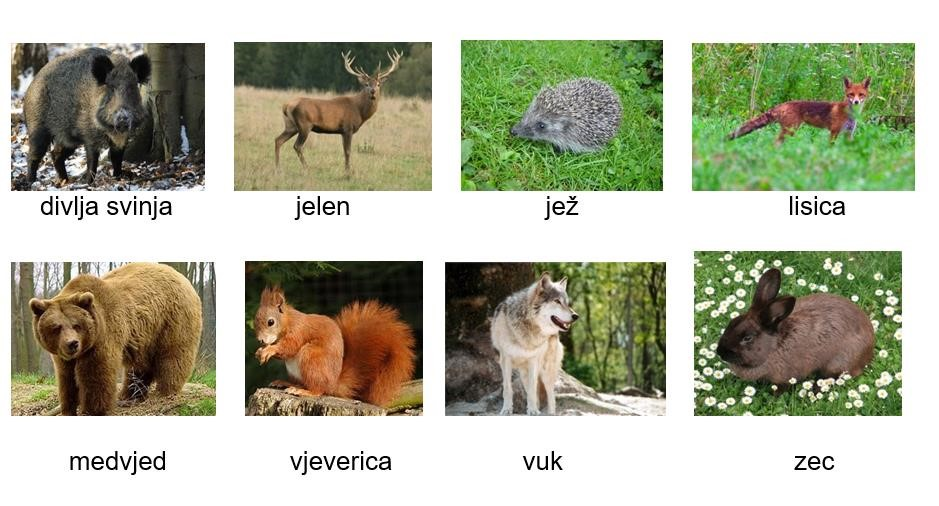 divlja svinja
jelen
jež
lisica
medvjed
vjeverica
vuk
zec